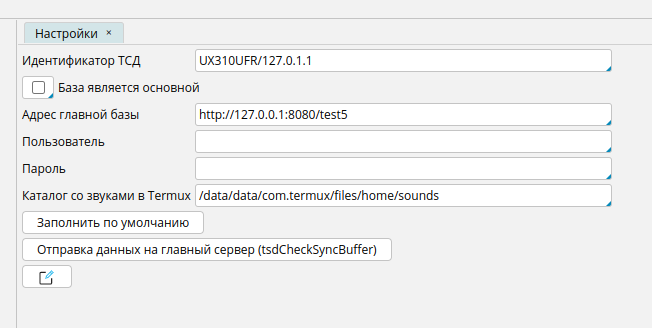 Настройки ×
Идентификатор ТСД UX310UFR/127.0.1.1
База является основной
Адрес главной базы http://127.0.0.1:8080/test5
Пользователь
Пароль
Каталог со звуками в Termux /data/data/com.termux/files/home/sounds
Заполнить по умолчанию
Отправка данных на главный сервер (tsdCheckSyncBuffer)